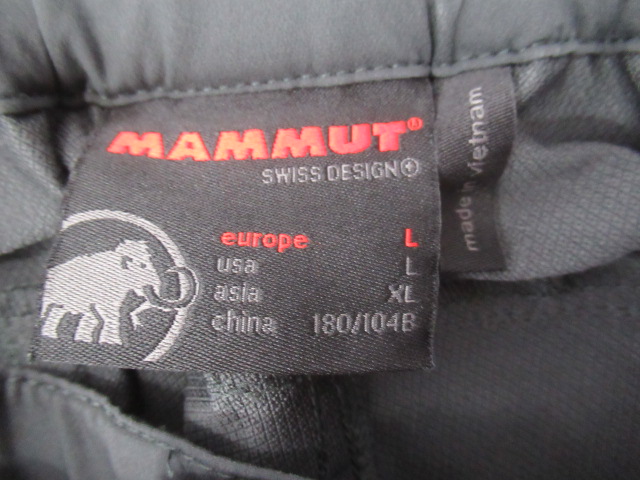 MAMMUT®
SWISS DESIGN
europe L
usa L
asia XL
china 180/104B
made in vietnam